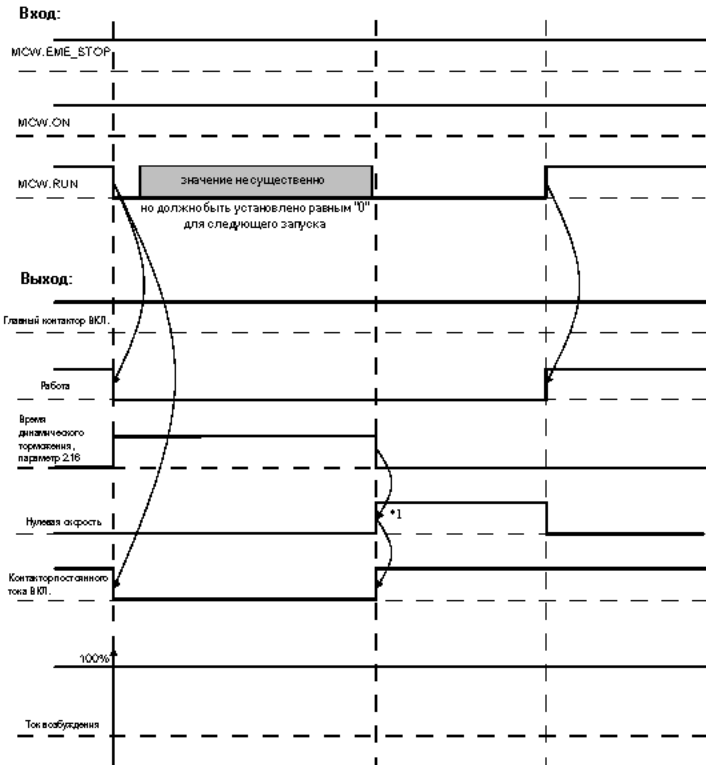 Вход:
MCW.EME_STOP
MCW.ON
MCW.RUN
значение несущественно
но должно быть установлено равным "0"
для следующего запуска
Выход:
Главный контактор ВКЛ.
Работа
Время
динамического
торможения,
параметр 2.16
Нулевая скорость
*1
Контактор постоянного
тока ВКЛ.
100%
Ток возбуждения